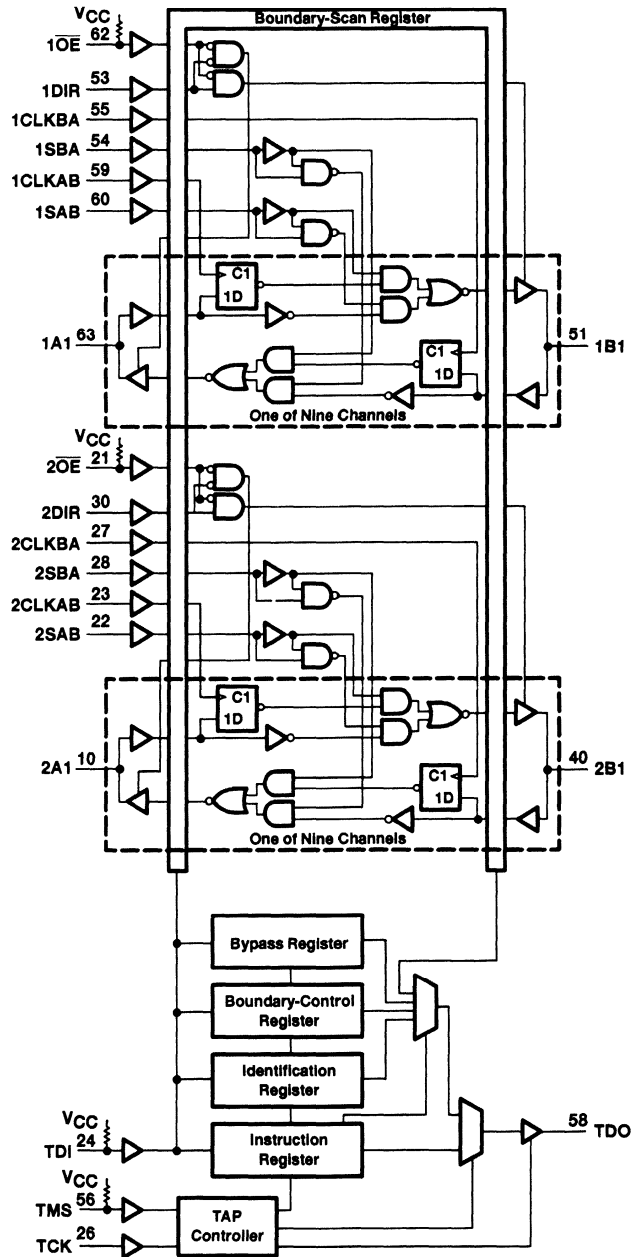 Boundary-Scan Register
VCC
1OE 62
1DIR 53
1CLKBA 55
1SBA 54
1CLKAB 59
1SAB 60
C1
1D
1A1 63
51 1B1
C1
1D
One of Nine Channels
VCC
2OE 21
2DIR 30
2CLKBA 27
2SBA 28
2CLKAB 23
2SAB 22
C1
1D
2A1 10
40 2B1
C1
1D
One of Nine Channels
Bypass Register
Boundary-Control
Register
Identification
Register
VCC
TDI 24
Instruction
Register
58 TDO
VCC
TMS 56
TAP
Controller
TCK 26